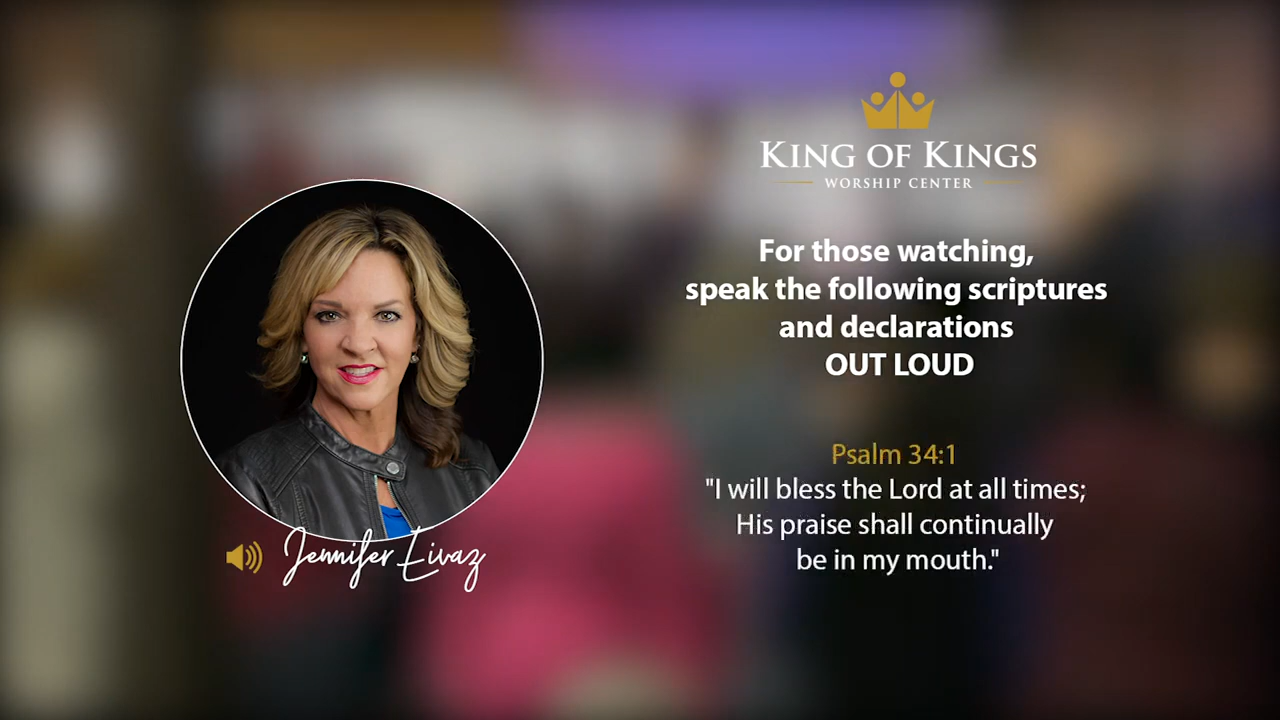 KING OF KINGS
WORSHIP CENTER
For those watching,
speak the following scriptures
and declarations
OUT LOUD
Psalm 34:1
"I will bless the Lord at all times;
His praise shall continually
be in my mouth."
Jennifer Eivaz